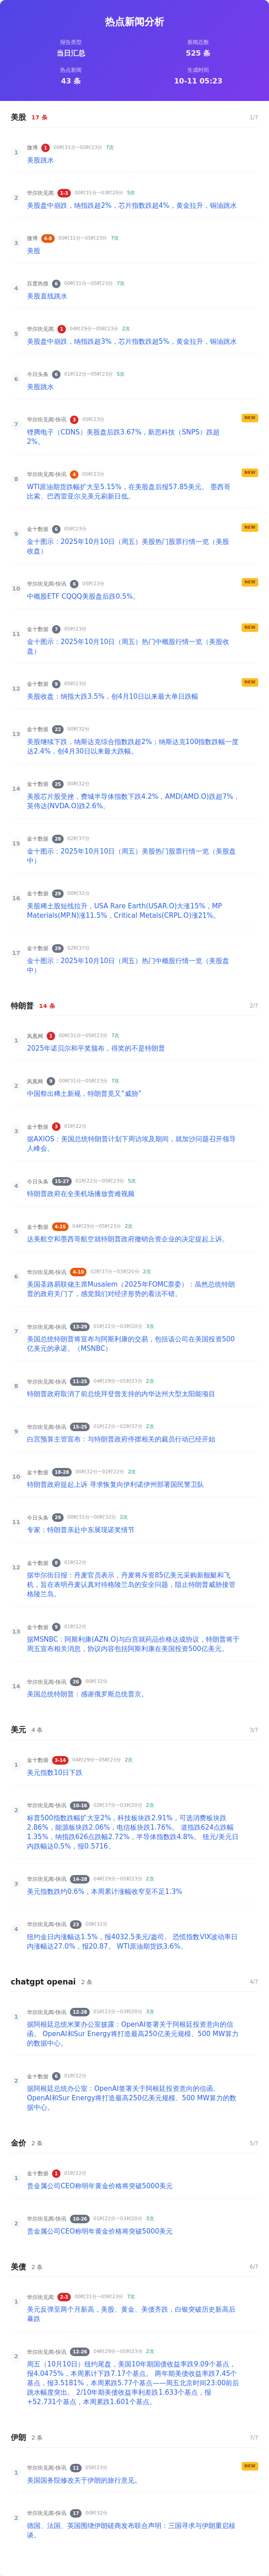 热点新闻分析
报告类型
当日汇总
新闻总数
525 条
热点新闻
43 条
生成时间
10-11 05:23
美股 17 条
1/7
1
微博 1 00时31分~05时23分 7次
美股跳水
2
华尔街见闻 1-3 00时31分~03时20分 5次
美股盘中崩跌，纳指跌超2%，芯片指数跌超4%，黄金拉升，铜油跳水
3
微博 6-8 00时31分~05时23分 7次
美股
4
百度热搜 6 00时31分~05时23分 7次
美股直线跳水
5
华尔街见闻 1 04时29分~05时23分 2次
美股盘中崩跌，纳指跌超3%，芯片指数跌超5%，黄金拉升，铜油跳水
6
今日头条 6 01时22分~05时23分 5次
美股跳水
7
华尔街见闻-快讯 3 05时23分
NEW
铿腾电子（CDNS）美股盘后跌3.67%，新思科技（SNPS）跌超
2%。
8
华尔街见闻-快讯 4 05时23分
NEW
WTI原油期货跌幅扩大至5.15%，在美股盘后报57.85美元。 墨西哥
比索、巴西雷亚尔兑美元刷新日低。
9
金十数据 6 05时23分
NEW
金十图示：2025年10月10日（周五）美股热门股票行情一览（美股
收盘）
10
华尔街见闻-快讯 6 05时23分
NEW
中概股ETF CQQQ美股盘后跌0.5%。
11
金十数据 7 05时23分
NEW
金十图示：2025年10月10日（周五）热门中概股行情一览（美股收
盘）
12
华尔街见闻-快讯 9 05时23分
NEW
美股收盘：纳指大跌3.5%，创4月10日以来最大单日跌幅
13
金十数据 22 00时32分
美股继续下跌，纳斯达克综合指数跌超2%；纳斯达克100指数跌幅一度
达2.4%，创4月30日以来最大跌幅。
14
金十数据 25 00时32分
美股芯片股受挫，费城半导体指数下跌4.2%，AMD(AMD.O)跌超7%，
英伟达(NVDA.O)跌2.6%。
15
金十数据 28 02时37分
金十图示：2025年10月10日（周五）美股热门股票行情一览（美股盘
中）
16
金十数据 29 00时32分
美股稀土股短线拉升，USA Rare Earth(USAR.O)大涨15%，MP
Materials(MP.N)涨11.5%，Critical Metals(CRPL.O)涨21%。
17
金十数据 29 02时37分
金十图示：2025年10月10日（周五）热门中概股行情一览（美股盘
中）
特朗普 14 条
2/7
1
凤凰网 1 00时31分~05时23分 7次
2025年诺贝尔和平奖颁布，得奖的不是特朗普
2
凤凰网 9 00时31分~05时23分 7次
中国祭出稀土新规，特朗普竟又"威胁"
3
金十数据 3 01时22分
据AXIOS：美国总统特朗普计划下周访埃及期间，就加沙问题召开领导
人峰会。
4
今日头条 15-27 01时22分~05时23分 5次
特朗普政府在全美机场播放责难视频
5
金十数据 4-15 04时29分~05时23分 2次
达美航空和墨西哥航空就特朗普政府撤销合资企业的决定提起上诉。
6
华尔街见闻-快讯 4-10 02时37分~03时20分 2次
美国圣路易联储主席Musalem（2025年FOMC票委）：虽然总统特朗
普的政府关门了，感觉我们对经济形势的看法不错。
7
华尔街见闻-快讯 13-29 01时22分~03时20分 3次
美国总统特朗普将宣布与阿斯利康的交易，包括该公司在美国投资500
亿美元的承诺。（MSNBC）
8
华尔街见闻-快讯 11-25 04时29分~05时23分 2次
特朗普政府取消了前总统拜登曾支持的内华达州大型太阳能项目
9
华尔街见闻-快讯 15-25 01时22分~02时37分 2次
白宫预算主管宣布：与特朗普政府停摆相关的裁员行动已经开始
10
金十数据 18-28 00时32分~01时22分 2次
特朗普政府提起上诉 寻求恢复向伊利诺伊州部署国民警卫队
11
今日头条 29 00时31分~00时32分 2次
专家：特朗普亲赴中东展现诺奖情节
12
金十数据 8 01时22分
据华尔街日报：丹麦官员表示，丹麦将斥资85亿美元采购新舰艇和飞
机，旨在表明丹麦认真对待格陵兰岛的安全问题，阻止特朗普威胁接管
格陵兰岛。
13
金十数据 9 01时22分
据MSNBC：阿斯利康(AZN.O)与白宫就药品价格达成协议，特朗普将于
周五宣布相关消息，协议内容包括阿斯利康在美国投资500亿美元。
14
华尔街见闻-快讯 26 00时32分
美国总统特朗普：感谢俄罗斯总统普京。
美元 4 条
3/7
1
金十数据 3-14 04时29分~05时23分 2次
美元指数10日下跌
2
华尔街见闻-快讯 10-16 02时37分~03时20分 2次
标普500指数跌幅扩大至2%，科技板块跌2.91%，可选消费板块跌
2.86%，能源板块跌2.06%，电信板块跌1.76%。 道指跌624点跌幅
1.35%，纳指跌626点跌幅2.72%，半导体指数跌4.8%。 纽元/美元日
内跌幅达0.5%，报0.5716。
3
华尔街见闻-快讯 14-28 04时29分~05时23分 2次
美元指数跌约0.6%，本周累计涨幅收窄至不足1.3%
4
华尔街见闻-快讯 23 00时32分
纽约金日内涨幅达1.5%，报4032.5美元/盎司。 恐慌指数VIX波动率日
内涨幅达27.0%，报20.87。 WTI原油期货跌3.6%。
chatgpt openai 2 条
4/7
1
华尔街见闻-快讯 12-28 01时22分~03时20分 3次
据阿根廷总统米莱办公室披露：OpenAI签署关于阿根廷投资意向的信
函。 OpenAI和Sur Energy将打造最高250亿美元规模、500 MW算力
的数据中心。
2
金十数据 6 01时22分
据阿根廷总统办公室：OpenAI签署关于阿根廷投资意向的信函。
OpenAI和Sur Energy将打造最高250亿美元规模、500 MW算力的数
据中心。
金价 2 条
5/7
1
金十数据 1 01时22分
贵金属公司CEO称明年黄金价格将突破5000美元
2
华尔街见闻-快讯 10-26 01时22分~03时20分 3次
贵金属公司CEO称明年黄金价格将突破5000美元
美债 2 条
6/7
1
华尔街见闻 2-3 00时31分~05时23分 7次
美元反弹至两个月新高，美股、黄金、美债齐跌，白银突破历史新高后
暴跌
2
华尔街见闻-快讯 12-26 04时29分~05时23分 2次
周五（10月10日）纽约尾盘，美国10年期国债收益率跌9.09个基点，
报4.0475%，本周累计下跌7.17个基点。 两年期美债收益率跌7.45个
基点，报3.5181%，本周累跌5.77个基点——周五北京时间23:00前后
跳水幅度突出。 2/10年期美债收益率利差跌1.633个基点，报
+52.731个基点，本周累跌1.601个基点。
伊朗 2 条
7/7
1
华尔街见闻-快讯 11 05时23分
NEW
美国国务院修改关于伊朗的旅行意见。
2
华尔街见闻-快讯 17 00时32分
德国、法国、英国围绕伊朗磋商发布联合声明：三国寻求与伊朗重启核
谈。